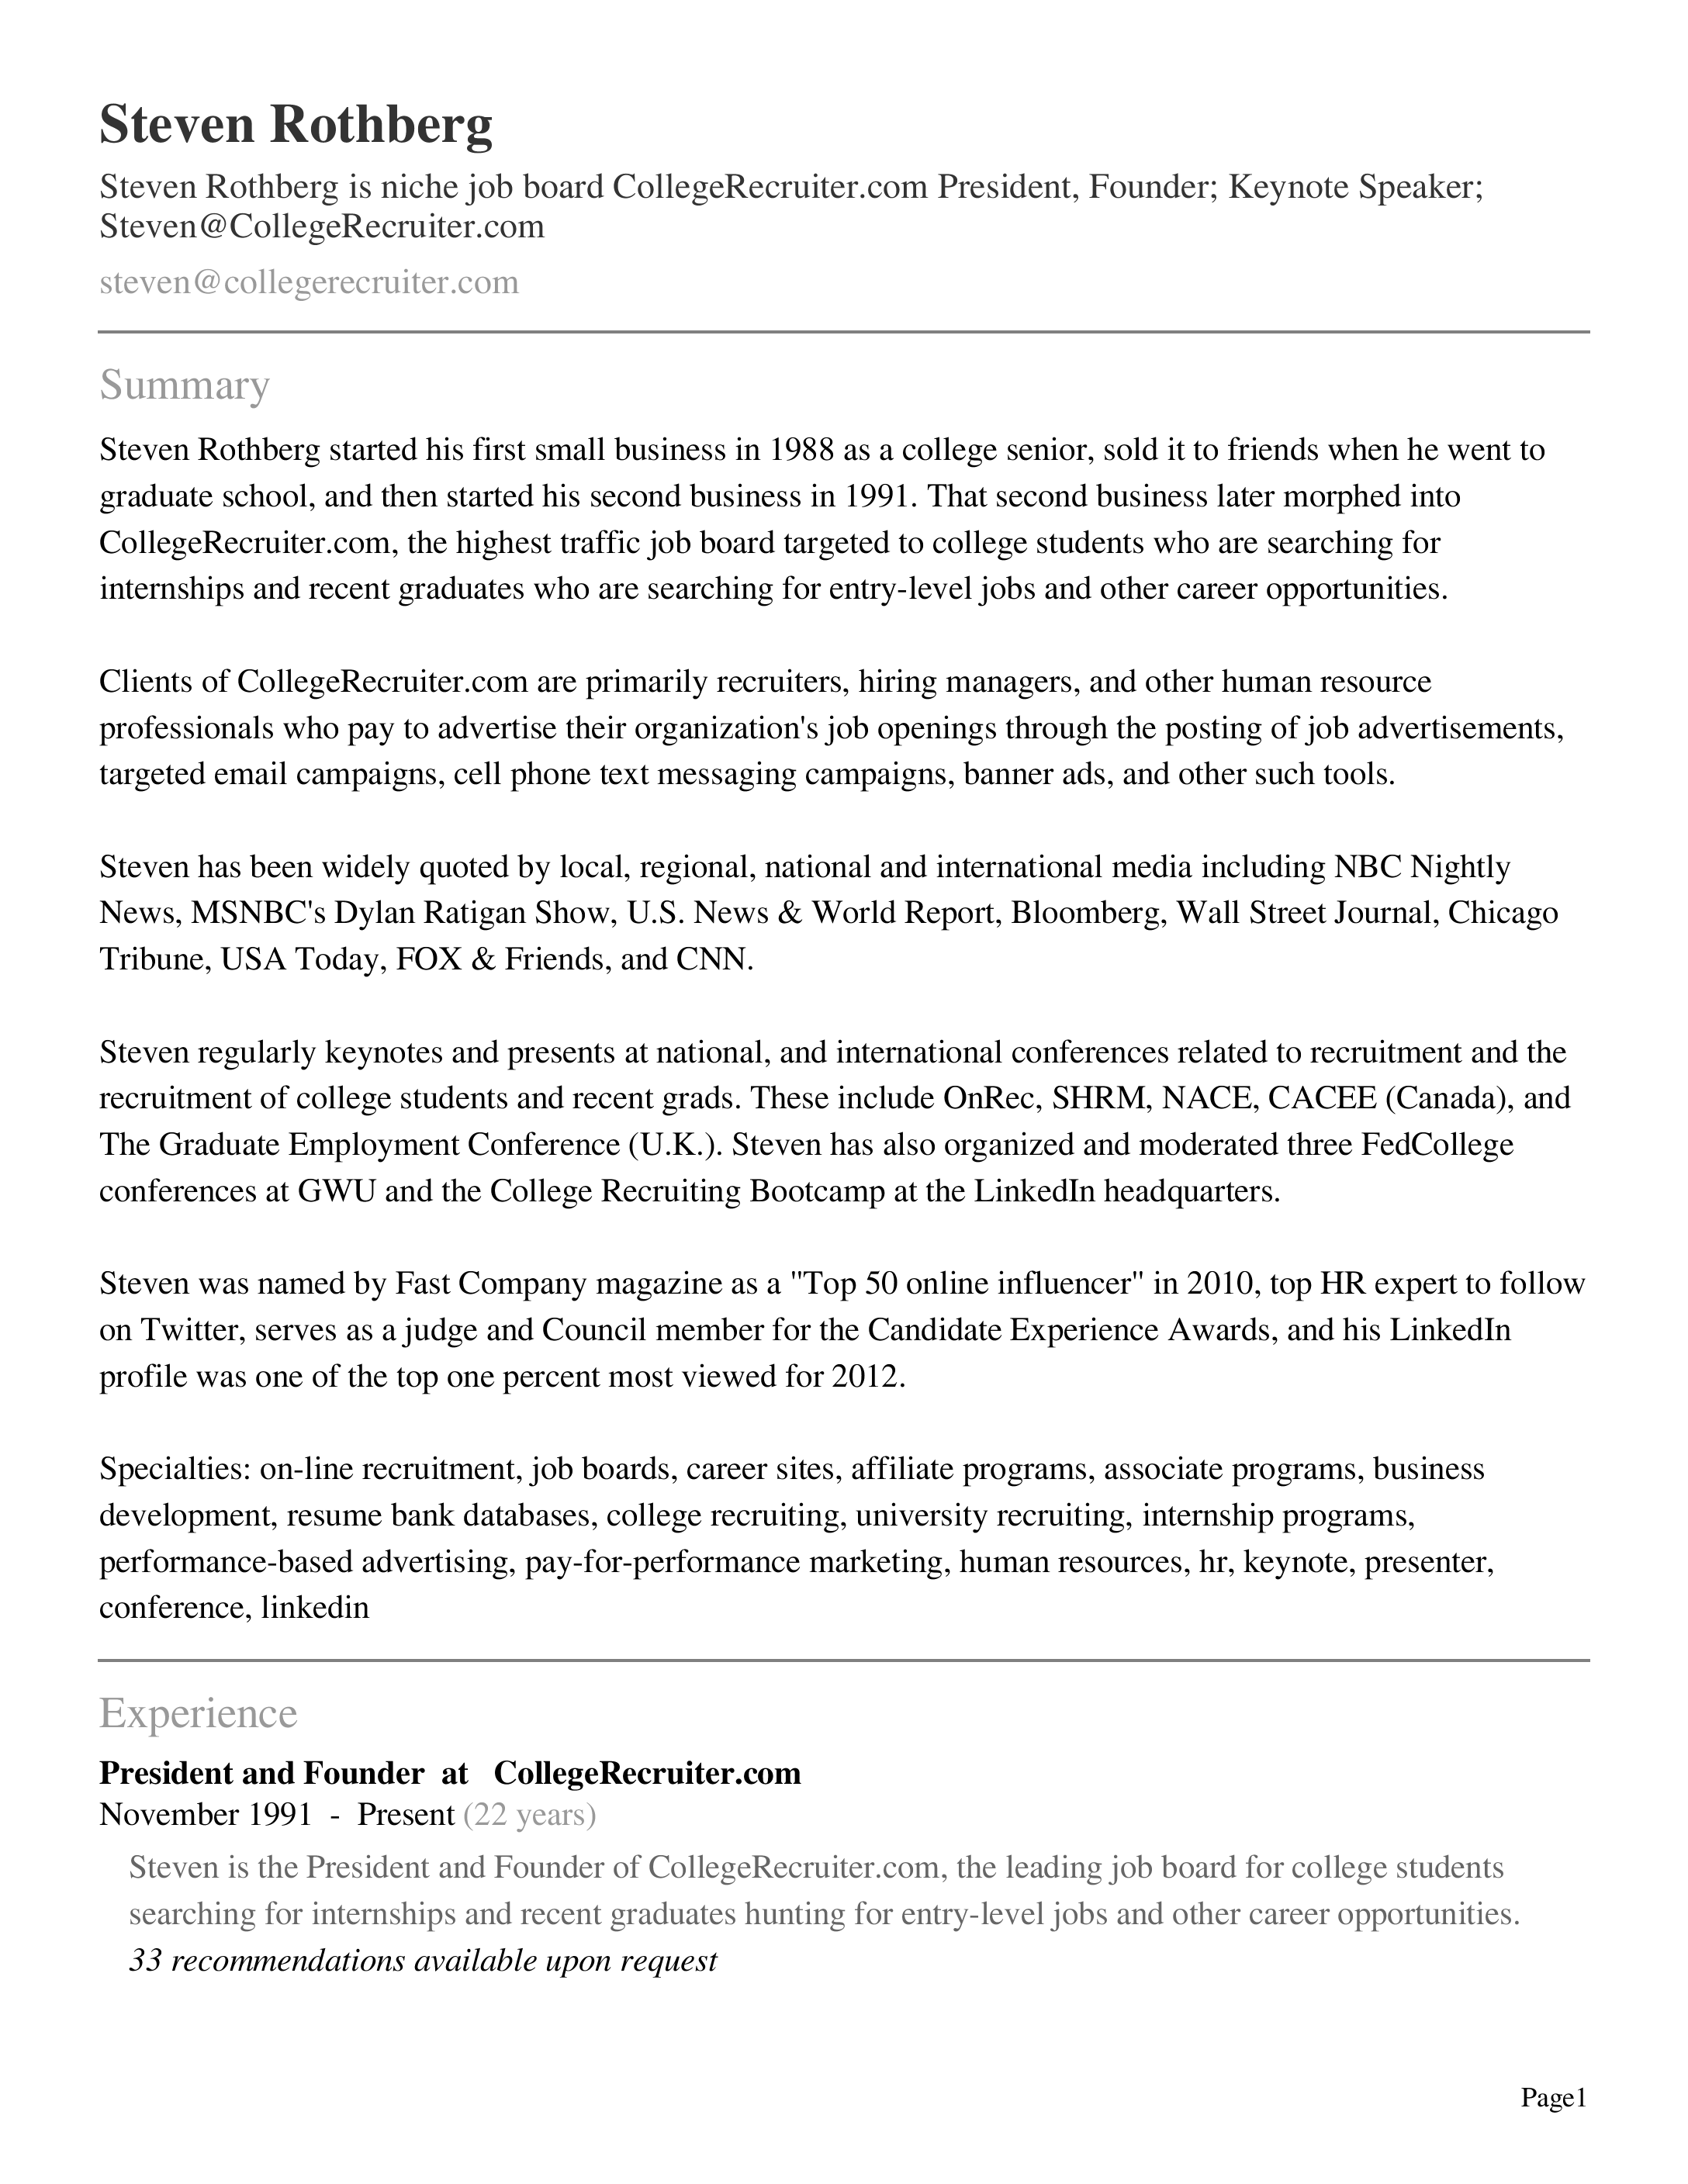 Steven Rothberg
Steven Rothberg is niche job board CollegeRecruiter.com President, Founder; Keynote Speaker;
Steven@CollegeRecruiter.com
steven@collegerecruiter.com
Summary
Steven Rothberg started his first small business in 1988 as a college senior, sold it to friends when he went to
graduate school, and then started his second business in 1991. That second business later morphed into
CollegeRecruiter.com, the highest traffic job board targeted to college students who are searching for
internships and recent graduates who are searching for entry-level jobs and other career opportunities.
Clients of CollegeRecruiter.com are primarily recruiters, hiring managers, and other human resource
professionals who pay to advertise their organization's job openings through the posting of job advertisements,
targeted email campaigns, cell phone text messaging campaigns, banner ads, and other such tools.
Steven has been widely quoted by local, regional, national and international media including NBC Nightly
News, MSNBC's Dylan Ratigan Show, U.S. News & World Report, Bloomberg, Wall Street Journal, Chicago
Tribune, USA Today, FOX & Friends, and CNN.
Steven regularly keynotes and presents at national, and international conferences related to recruitment and the
recruitment of college students and recent grads. These include OnRec, SHRM, NACE, CACEE (Canada), and
The Graduate Employment Conference (U.K.). Steven has also organized and moderated three FedCollege
conferences at GWU and the College Recruiting Bootcamp at the LinkedIn headquarters.
Steven was named by Fast Company magazine as a "Top 50 online influencer" in 2010, top HR expert to follow
on Twitter, serves as a judge and Council member for the Candidate Experience Awards, and his LinkedIn
profile was one of the top one percent most viewed for 2012.
Specialties: on-line recruitment, job boards, career sites, affiliate programs, associate programs, business
development, resume bank databases, college recruiting, university recruiting, internship programs,
performance-based advertising, pay-for-performance marketing, human resources, hr, keynote, presenter,
conference, linkedin
Experience
President and Founder at CollegeRecruiter.com
November 1991 - Present (22 years)
Steven is the President and Founder of CollegeRecruiter.com, the leading job board for college students
searching for internships and recent graduates hunting for entry-level jobs and other career opportunities.
33 recommendations available upon request
Page1